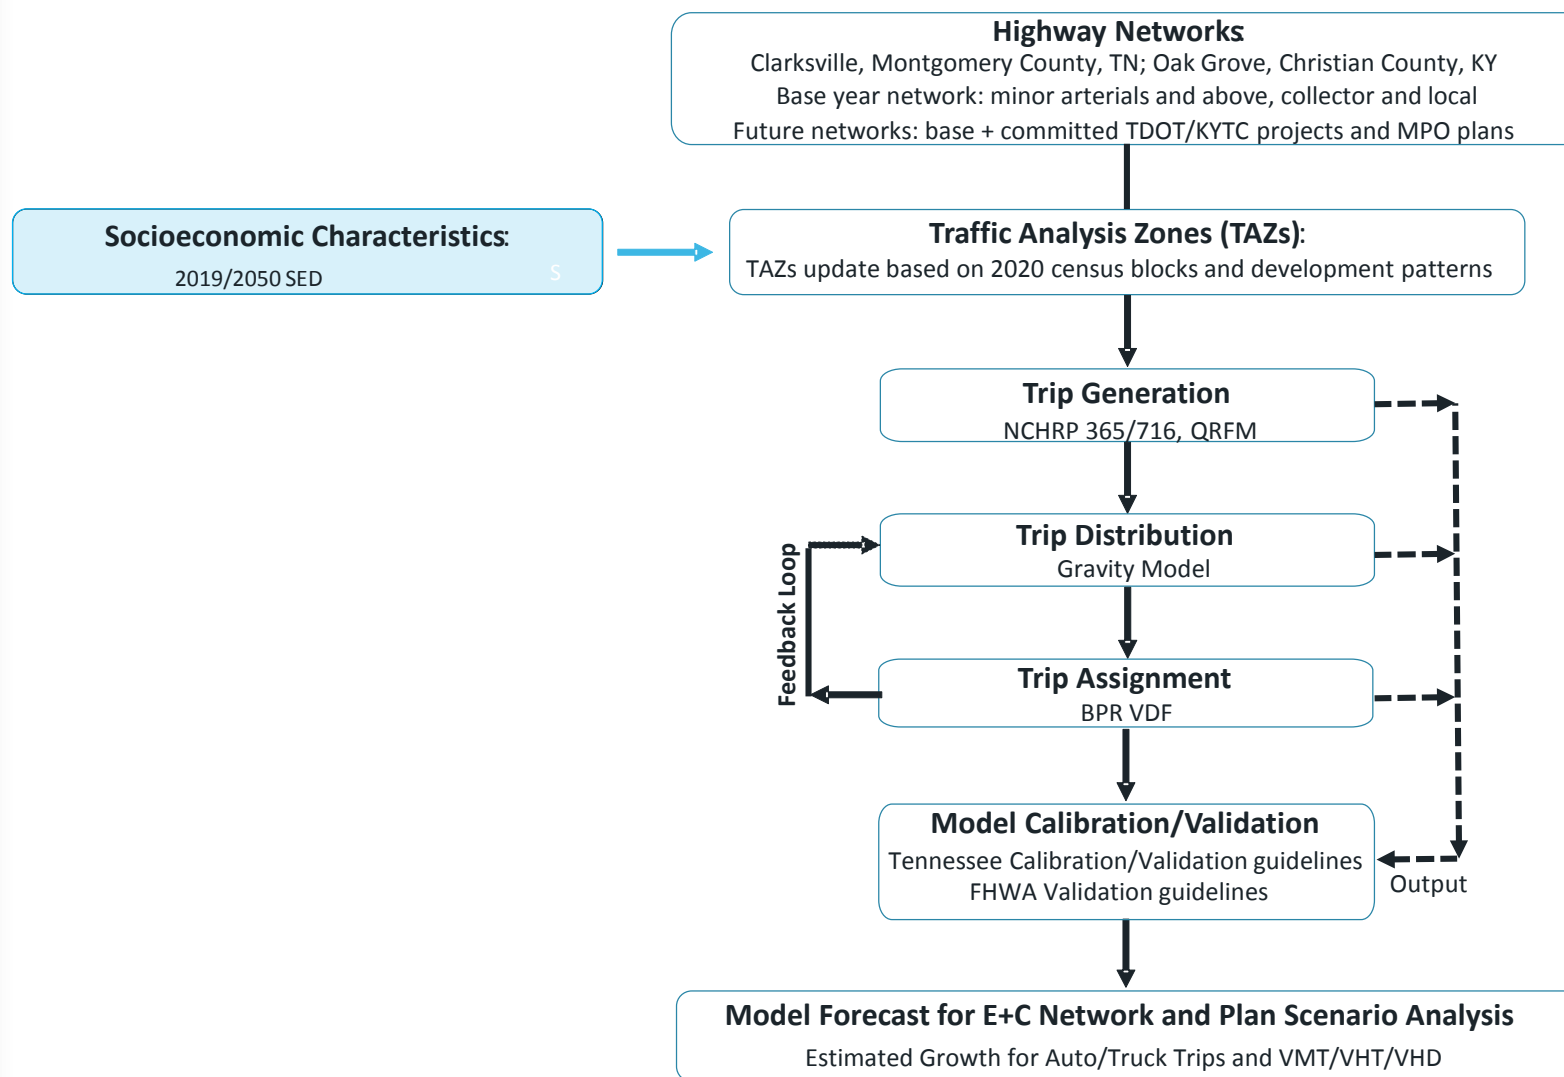 Highway Networks:
Clarksville, Montgomery County, TN; Oak Grove, Christian County, KY
Base year network: minor arterials and above, collector and local
Future networks: base + committed TDOT/KYTC projects and MPO plans
Socioeconomic Characteristics:
2019/2050 SED
S
Traffic Analysis Zones (TAZs):
TAZs update based on 2020 census blocks and development patterns
Trip Generation
NCHRP 365/716, QRFM
Trip Distribution
Gravity Model
Feedback Loop
Trip Assignment
BPR VDF
Model Calibration/Validation
Tennessee Calibration/Validation guidelines
FHWA Validation guidelines
Output
Model Forecast for E+C Network and Plan Scenario Analysis
Estimated Growth for Auto/Truck Trips and VMT/VHT/VHD